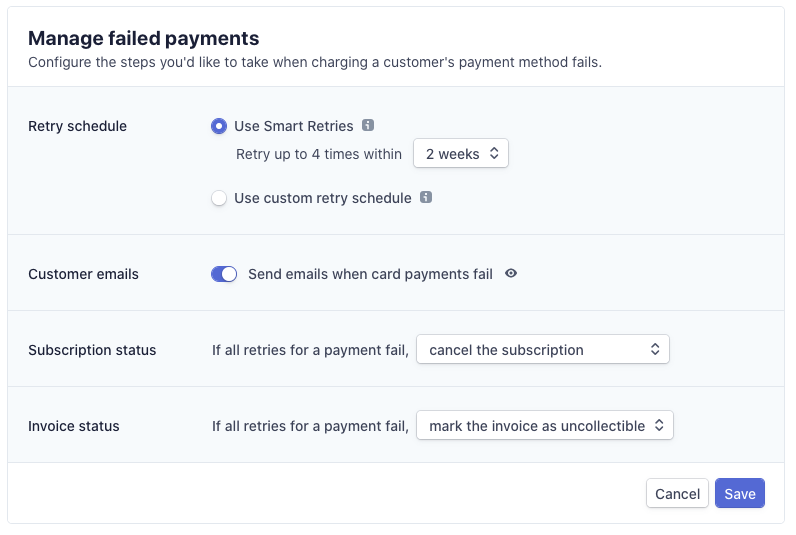 Manage failed payments
Configure the steps you'd like to take when charging a customer's payment method fails.
Retry schedule
Use Smart Retries
Retry up to 4 times within 2 weeks
Use custom retry schedule
Customer emails
Send emails when card payments fail
Subscription status
If all retries for a payment fail, cancel the subscription
Invoice status
If all retries for a payment fail, mark the invoice as uncollectible
Cancel
Save